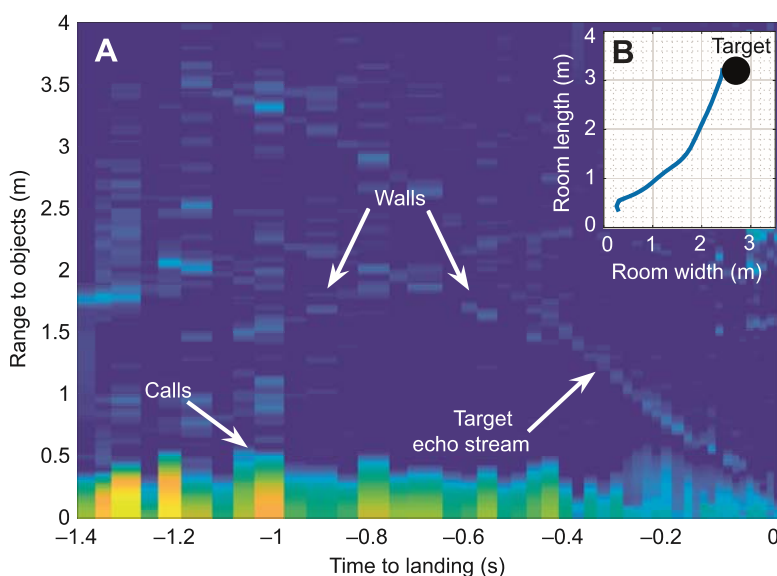 A
Range to objects (m)
4
3.5
3
2.5
2
1.5
1
0.5
0
–1.4
–1.2
–1
–0.8
–0.6
–0.4
–0.2
0
Time to landing (s)
Walls
Calls
Target
echo stream
B
Target
Room length (m)
4
3
2
1
0
0
1
2
3
Room width (m)